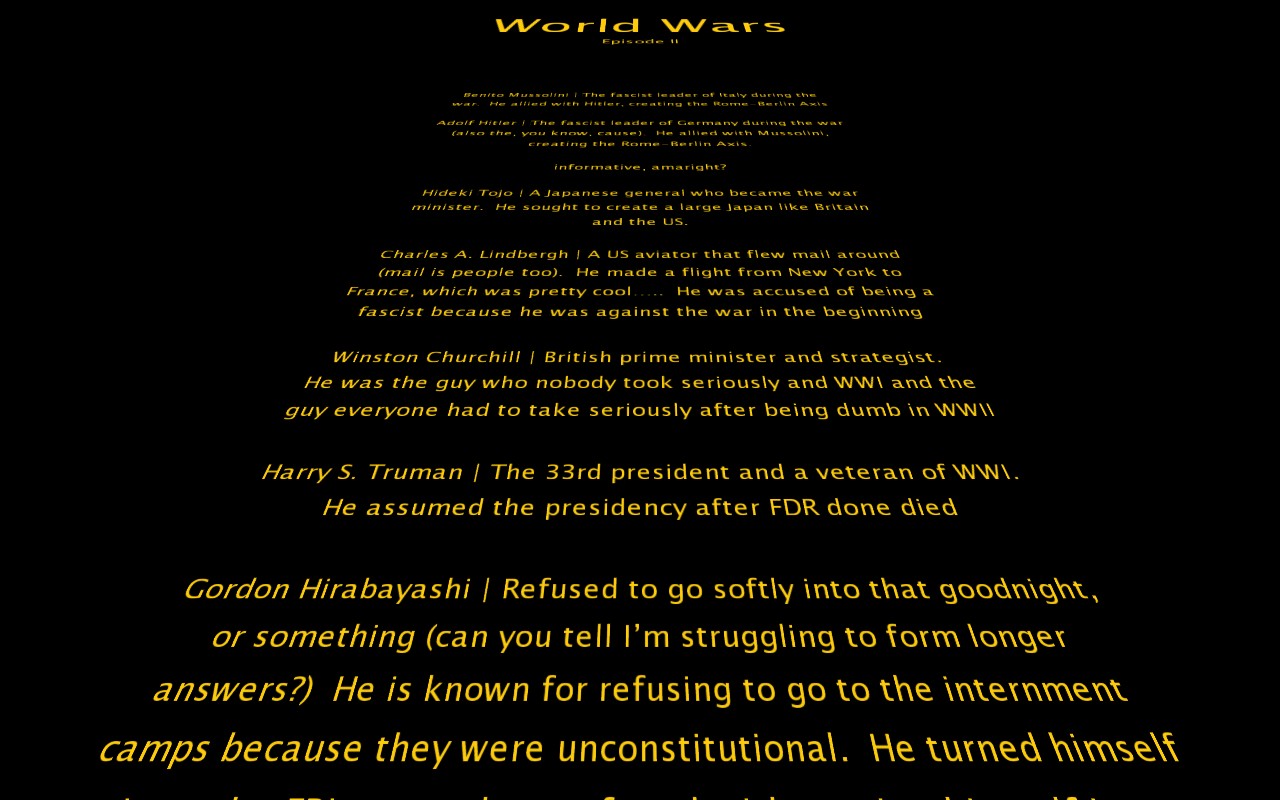 World Wars
Episode II
Benito Mussolini | The fascist leader of Italy during the
war. He allied with Hitler, creating the Rome-Berlin Axis
Adolf Hitler | The fascist leader of Germany during the war
(also the, you know, cause). He allied with Mussolini,
creating the Rome-Berlin Axis.
informative, amaright?
Hideki Tojo | A Japanese general who became the war
minister. He sought to create a large Japan like Britain
and the US.
Charles A. Lindbergh | A US aviator that flew mail around
(mail is people too). He made a flight from New York to
France, which was pretty cool..... He was accused of being a
fascist because he was against the war in the beginning
Winston Churchill | British prime minister and strategist.
He was the guy who nobody took seriously and WWI and the
guy everyone had to take seriously after being dumb in WWII
Harry S. Truman | The 33rd president and a veteran of WWI.
He assumed the presidency after FDR done died
Gordon Hirabayashi | Refused to go softly into that goodnight,
or something (can you tell I'm struggling to form longer
answers?) He is known for refusing to go to the internment
camps because they were unconstitutional. He turned himself